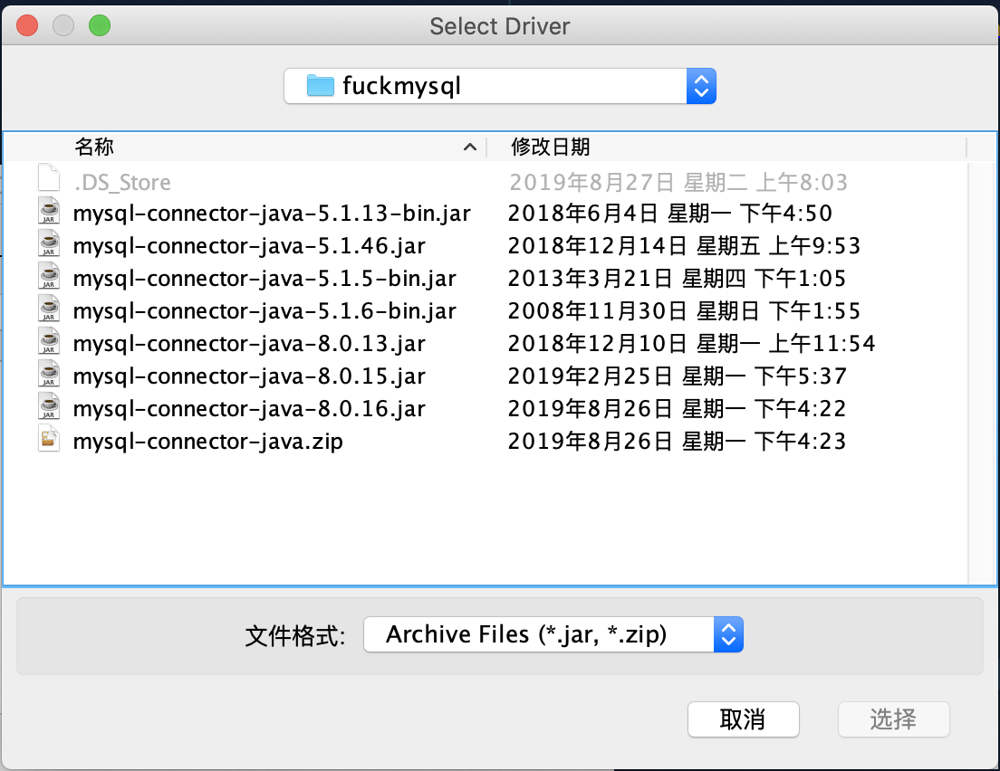 Select Driver
fuckmysql
名称 修改日期
.DS_Store 2019年8月27日 星期二 上午8:03
mysql-connector-java-5.1.13-bin.jar 2018年6月4日 星期一 下午4:50
mysql-connector-java-5.1.46.jar 2018年12月14日 星期五 上午9:53
mysql-connector-java-5.1.5-bin.jar 2013年3月21日 星期四 下午1:05
mysql-connector-java-5.1.6-bin.jar 2008年11月30日 星期日 下午1:55
mysql-connector-java-8.0.13.jar 2018年12月10日 星期一 上午11:54
mysql-connector-java-8.0.15.jar 2019年2月25日 星期一 下午5:37
mysql-connector-java-8.0.16.jar 2019年8月26日 星期一 下午4:22
mysql-connector-java.zip 2019年8月26日 星期一 下午4:23
文件格式: Archive Files (*.jar, *.zip)
取消 选择